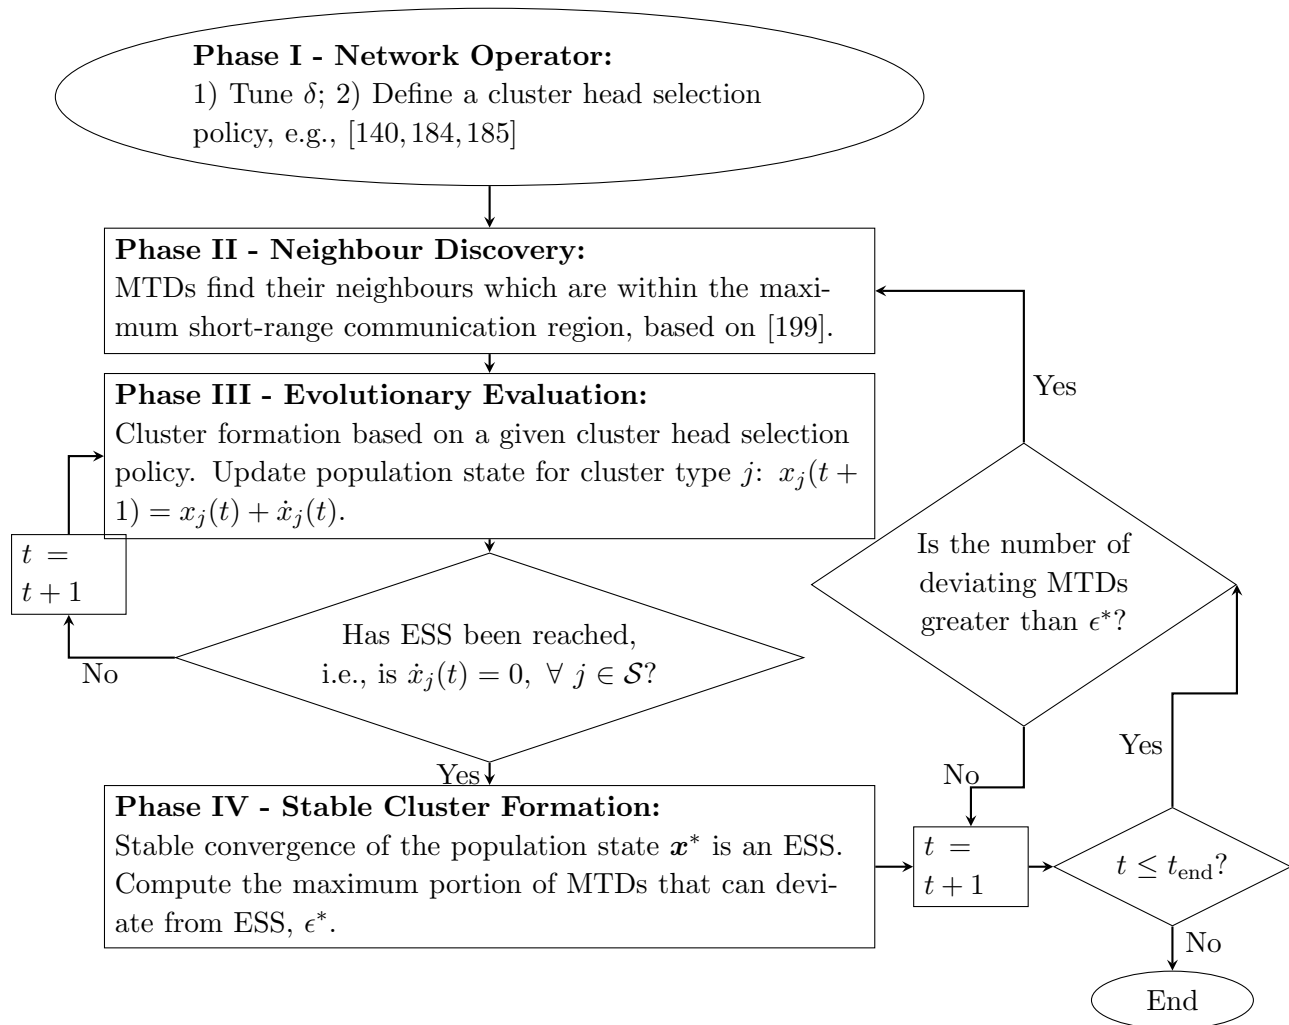 Phase I - Network Operator:
1) Tune δ; 2) Define a cluster head selection
policy, e.g., [140, 184, 185]
Phase II - Neighbour Discovery:
MTDs find their neighbours which are within the maxi-
mum short-range communication region, based on [199].
Phase III - Evolutionary Evaluation:
Cluster formation based on a given cluster head selection
policy. Update population state for cluster type j: x_j(t +
1) = x_j(t) + ẋ_j(t).
Yes
t =
t + 1
Is the number of
deviating MTDs
greater than ϵ*?
Has ESS been reached,
i.e., is ẋ_j(t) = 0, ∀ j ∈ 𝒮?
No
Yes
Yes
No
Phase IV - Stable Cluster Formation:
Stable convergence of the population state 𝒙* is an ESS.
Compute the maximum portion of MTDs that can devi-
ate from ESS, ϵ*.
t =
t + 1
t ≤ t_end?
No
End